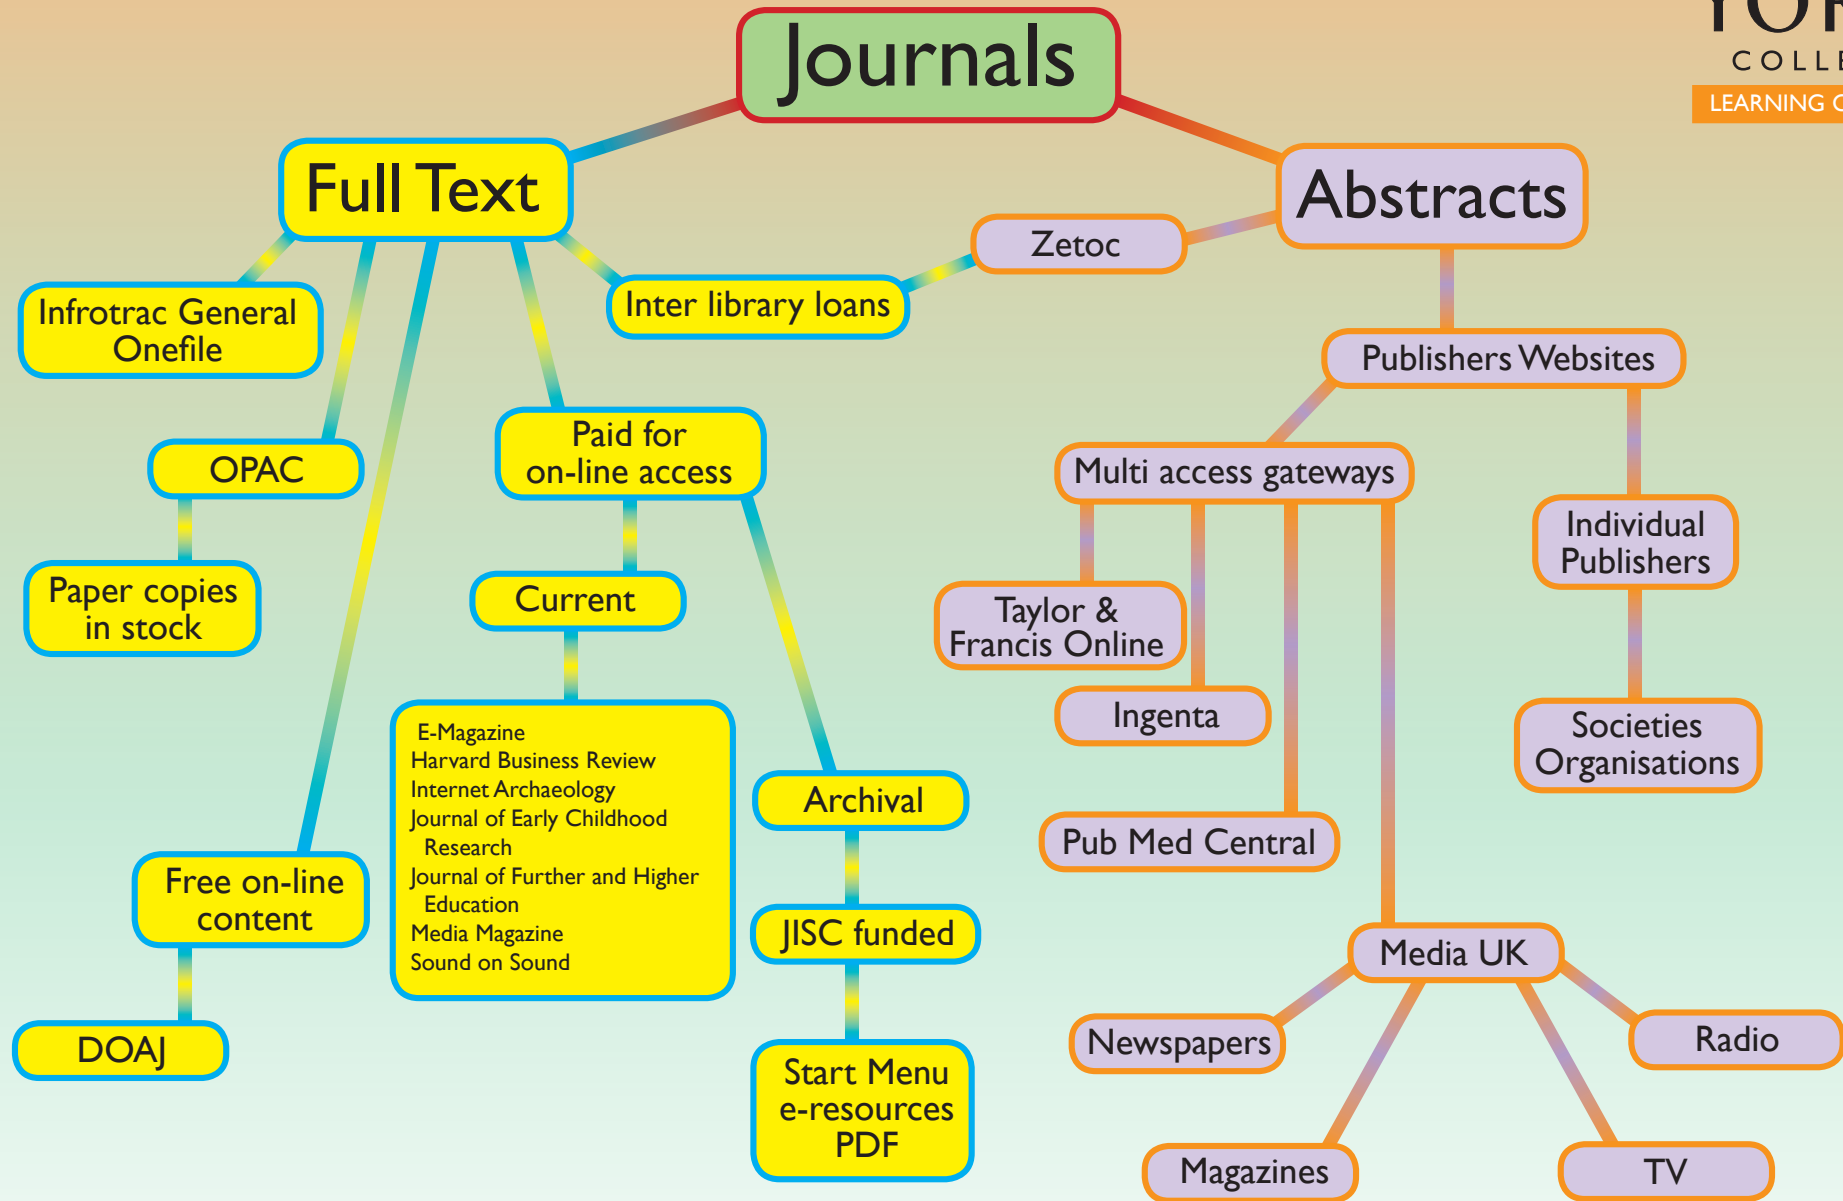 Journals
COLLE
LEARNING
Full Text
Abstracts
Zetoc
Infrotrac General
Onefile
Inter library loans
Publishers Websites
OPAC
Paid for
on-line access
Multi access gateways
Individual
Publishers
Paper copies
in stock
Current
Taylor &
Francis Online
Ingenta
Societies
Organisations
E-Magazine
Harvard Business Review
Internet Archaeology
Journal of Early Childhood
Research
Journal of Further and Higher
Education
Media Magazine
Sound on Sound
Archival
Pub Med Central
Free on-line
content
JISC funded
Media UK
DOAJ
Start Menu
e-resources
PDF
Newspapers
Radio
Magazines
TV